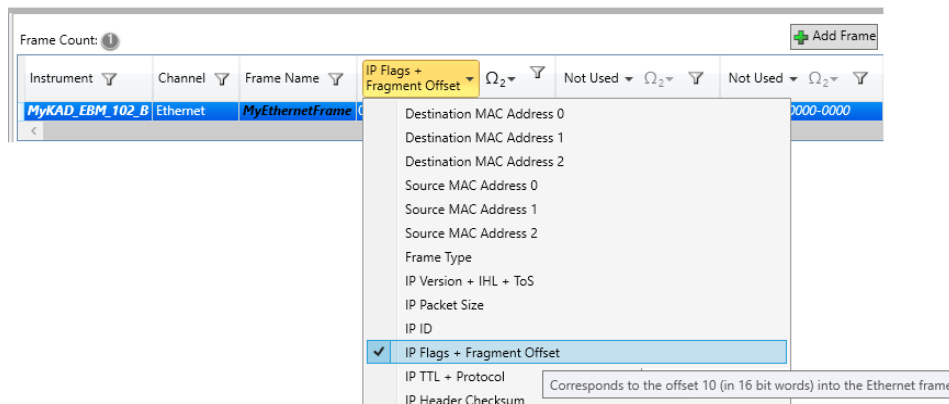 Frame Count: 1
Add Frame
Instrument Channel Frame Name IP Flags + Fragment Offset Ω2 Not Used Ω2 Not Used Ω2
MyKAD_EBM_102_B Ethernet MyEthernetFrame 0000-0000
Destination MAC Address 0
Destination MAC Address 1
Destination MAC Address 2
Source MAC Address 0
Source MAC Address 1
Source MAC Address 2
Frame Type
IP Version + IHL + ToS
IP Packet Size
IP ID
IP Flags + Fragment Offset
IP TTL + Protocol
Corresponds to the offset 10 (in 16 bit words) into the Ethernet frame
IP Header Checksum